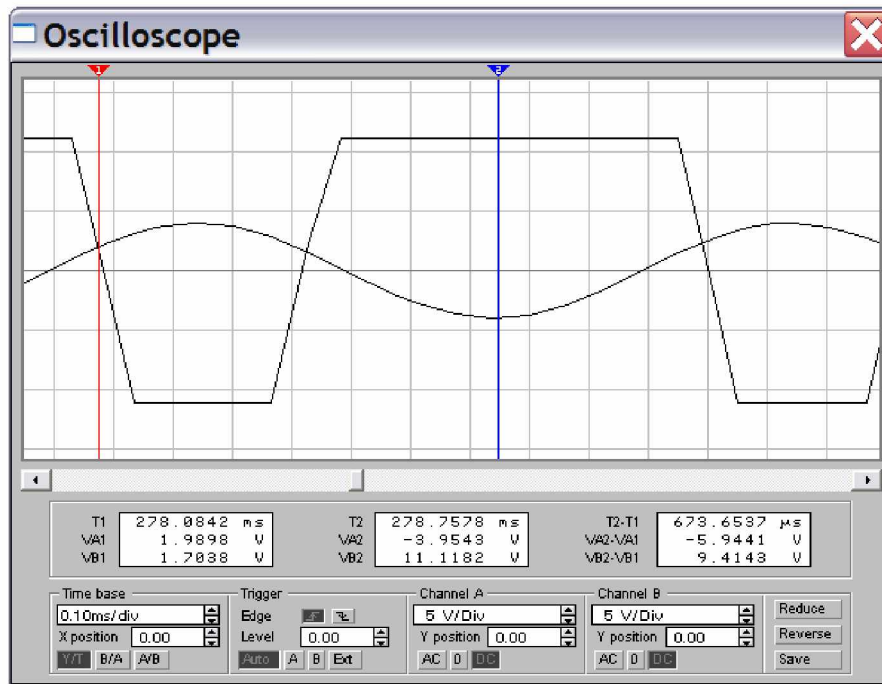 Oscilloscope
1 2
T1 278.0842 ms T2 278.7578 ms T2-T1 673.6537 µs
VA1 1.9898 V VA2 -3.9543 V VA2-VA1 -5.9441 V
VB1 1.7038 V VB2 11.1182 V VB2-VB1 9.4143 V
Time base Trigger Channel A Channel B
0.10ms/div Edge 5 V/Div 5 V/Div Reduce
X position 0.00 Level 0.00 Y position 0.00 Y position 0.00 Reverse
Y/T B/A A/B Auto A B Ext AC 0 DC AC 0 DC Save